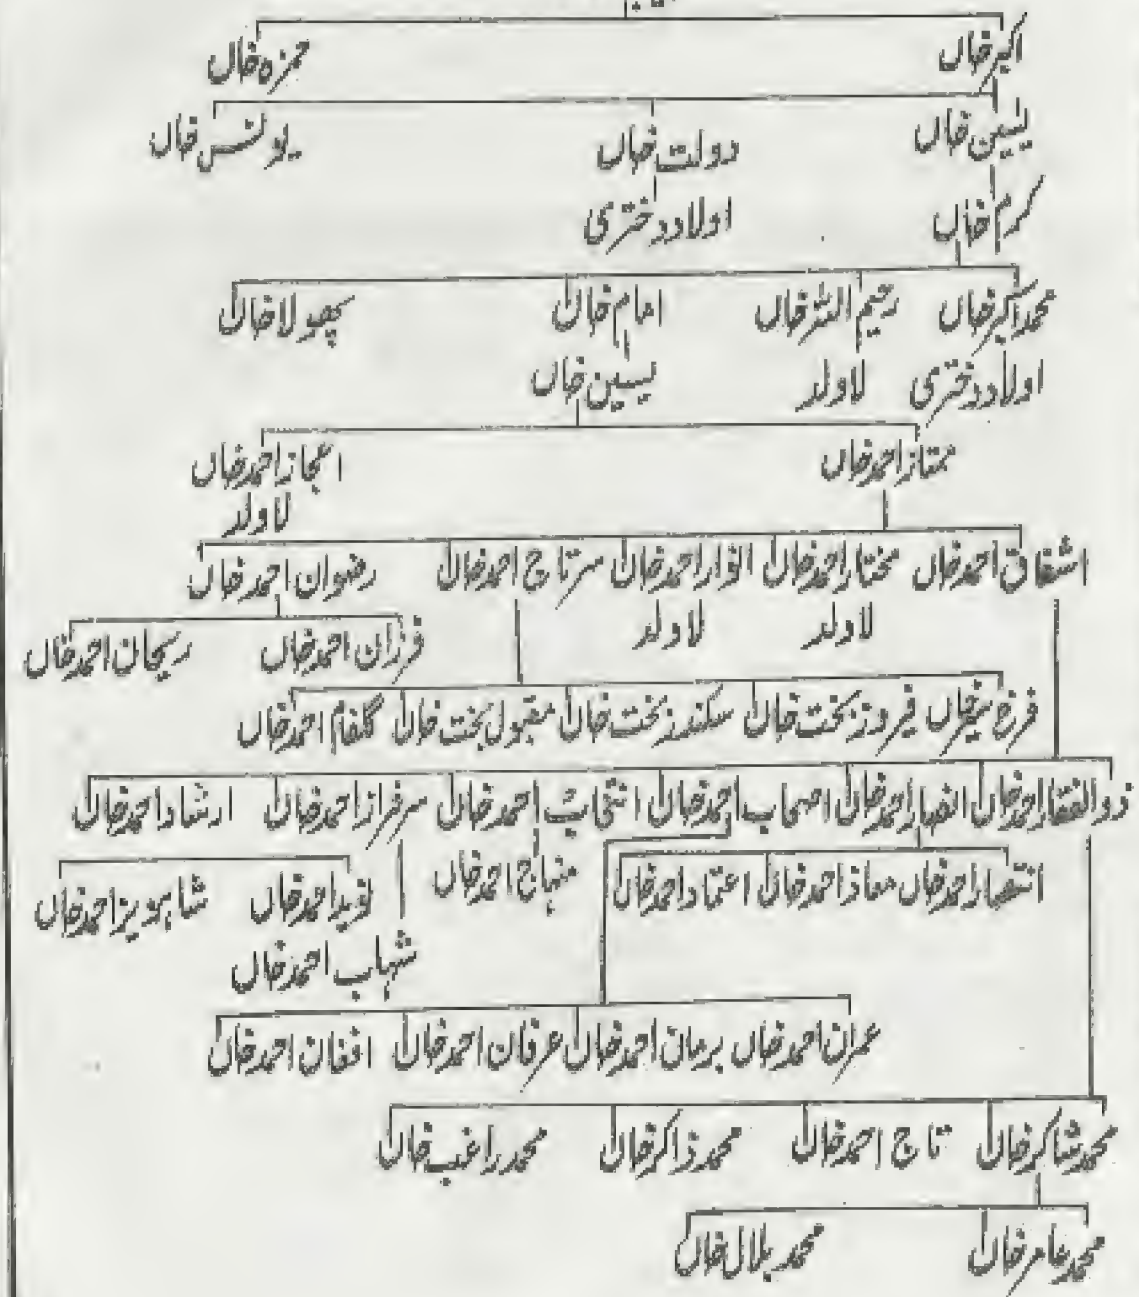 اکبر خاں حمزہ خاں
یٰسین خاں دولت خاں یونس خاں
کرم خاں اولاد دختری
محمد اکبر خاں رحیم اللہ خاں امام خاں پھولا خاں
اولاد دختری لاولد یٰسین خاں
ممتاز احمد خاں اعجاز احمد خاں
لاولد
اشفاق احمد خاں مختار احمد خاں انوار احمد خاں سرتاج احمد خاں رضوان احمد خاں
لاولد لاولد فرزان احمد خاں ریحان احمد خاں
فرخ سیر خاں فیروز بخت خاں سکندر بخت خاں مقبول بخت خاں گلفام احمد خاں
ذوالفقار احمد خاں انصار احمد خاں اصحاب احمد خاں انتخاب احمد خاں سرفراز احمد خاں ارشاد احمد خاں
انتصار احمد خاں معاذ احمد خاں اعتماد احمد خاں منہاج احمد خاں نوید احمد خاں شاہویز احمد خاں
شہاب احمد خاں
عمران احمد خاں برہان احمد خاں عرفان احمد خاں افغان احمد خاں
محمد شاکر خاں تاج احمد خاں محمد ذاکر خاں محمد راغب خاں
محمد عامر خاں محمد بلال خاں